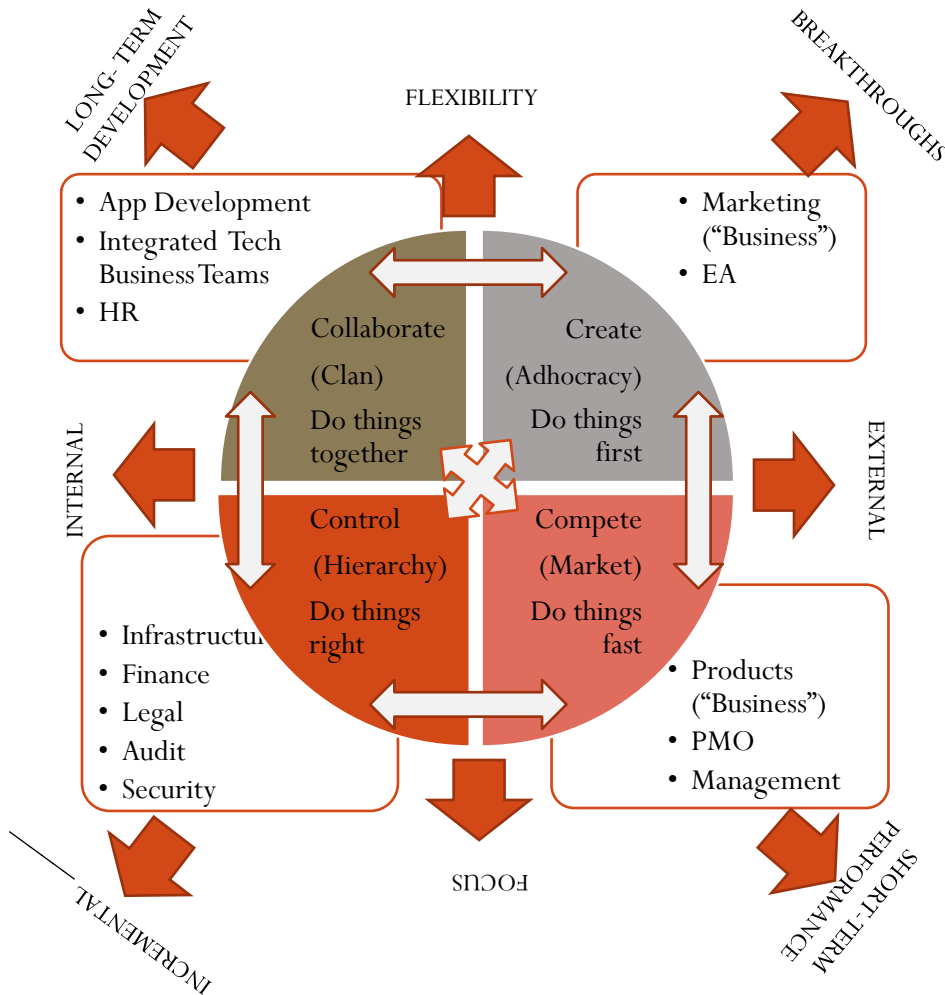 LONG- TERM
DEVELOPMENT
FLEXIBILITY
BREAKTHROUGHS
• App Development
• Integrated Tech
Business Teams
• HR
• Marketing
(“Business”)
• EA
Collaborate
(Clan)
Do things
together
Create
(Adhocracy)
Do things
first
INTERNAL
EXTERNAL
Control
(Hierarchy)
Do things
right
Compete
(Market)
Do things
fast
• Infrastructu
• Finance
• Legal
• Audit
• Security
• Products
(“Business”)
• PMO
• Management
FOCUS
INCREMENTAL
SHORT-TERM
PERFORMANCE